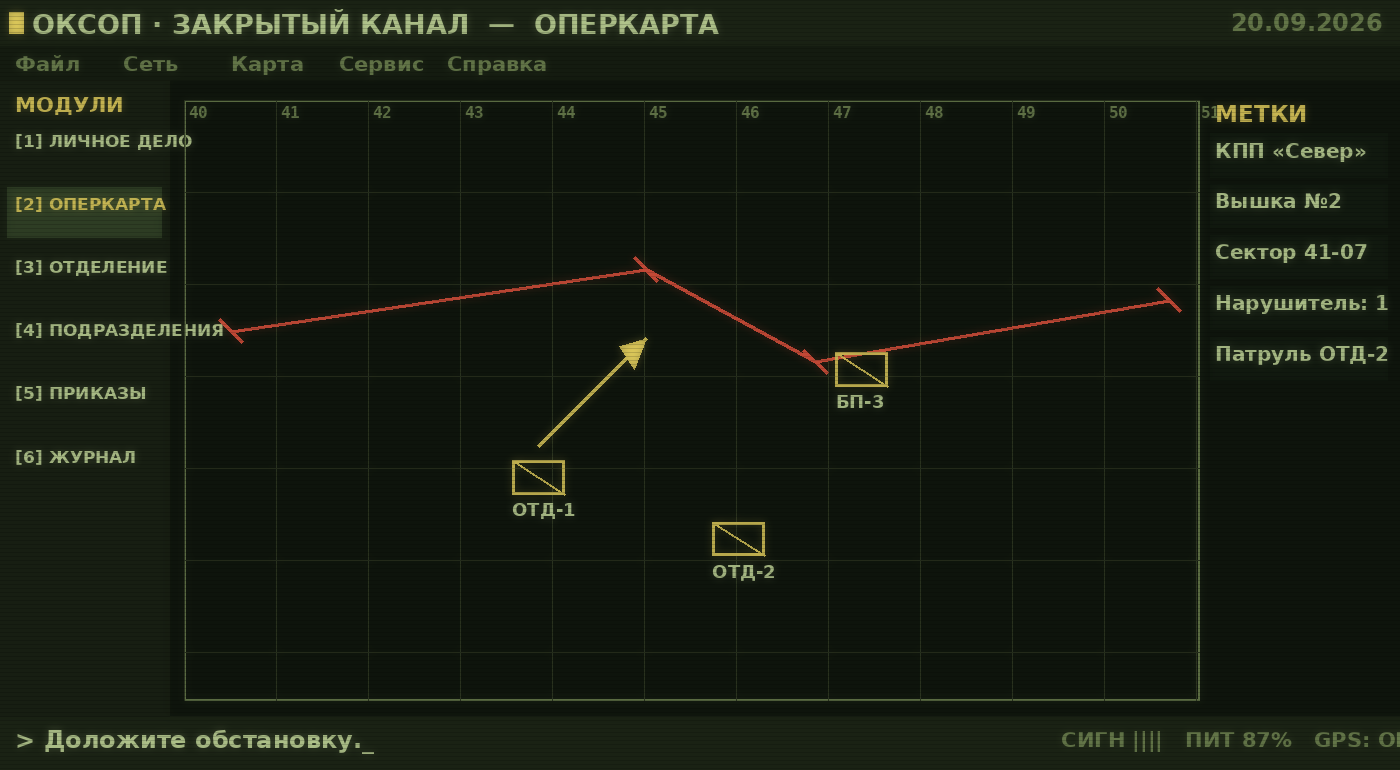 ОКСОП · ЗАКРЫТЫЙ КАНАЛ — ОПЕРКАРТА
20.09.2026
Файл Сеть Карта Сервис Справка
МОДУЛИ
[1] ЛИЧНОЕ ДЕЛО
[2] ОПЕРКАРТА
[3] ОТДЕЛЕНИЕ
[4] ПОДРАЗДЕЛЕНИЯ
[5] ПРИКАЗЫ
[6] ЖУРНАЛ
40 41 42 43 44 45 46 47 48 49 50 51
БП-3
ОТД-1
ОТД-2
МЕТКИ
КПП «Север»
Вышка №2
Сектор 41-07
Нарушитель: 1
Патруль ОТД-2
> Доложите обстановку._
СИГН |||| ПИТ 87% GPS: